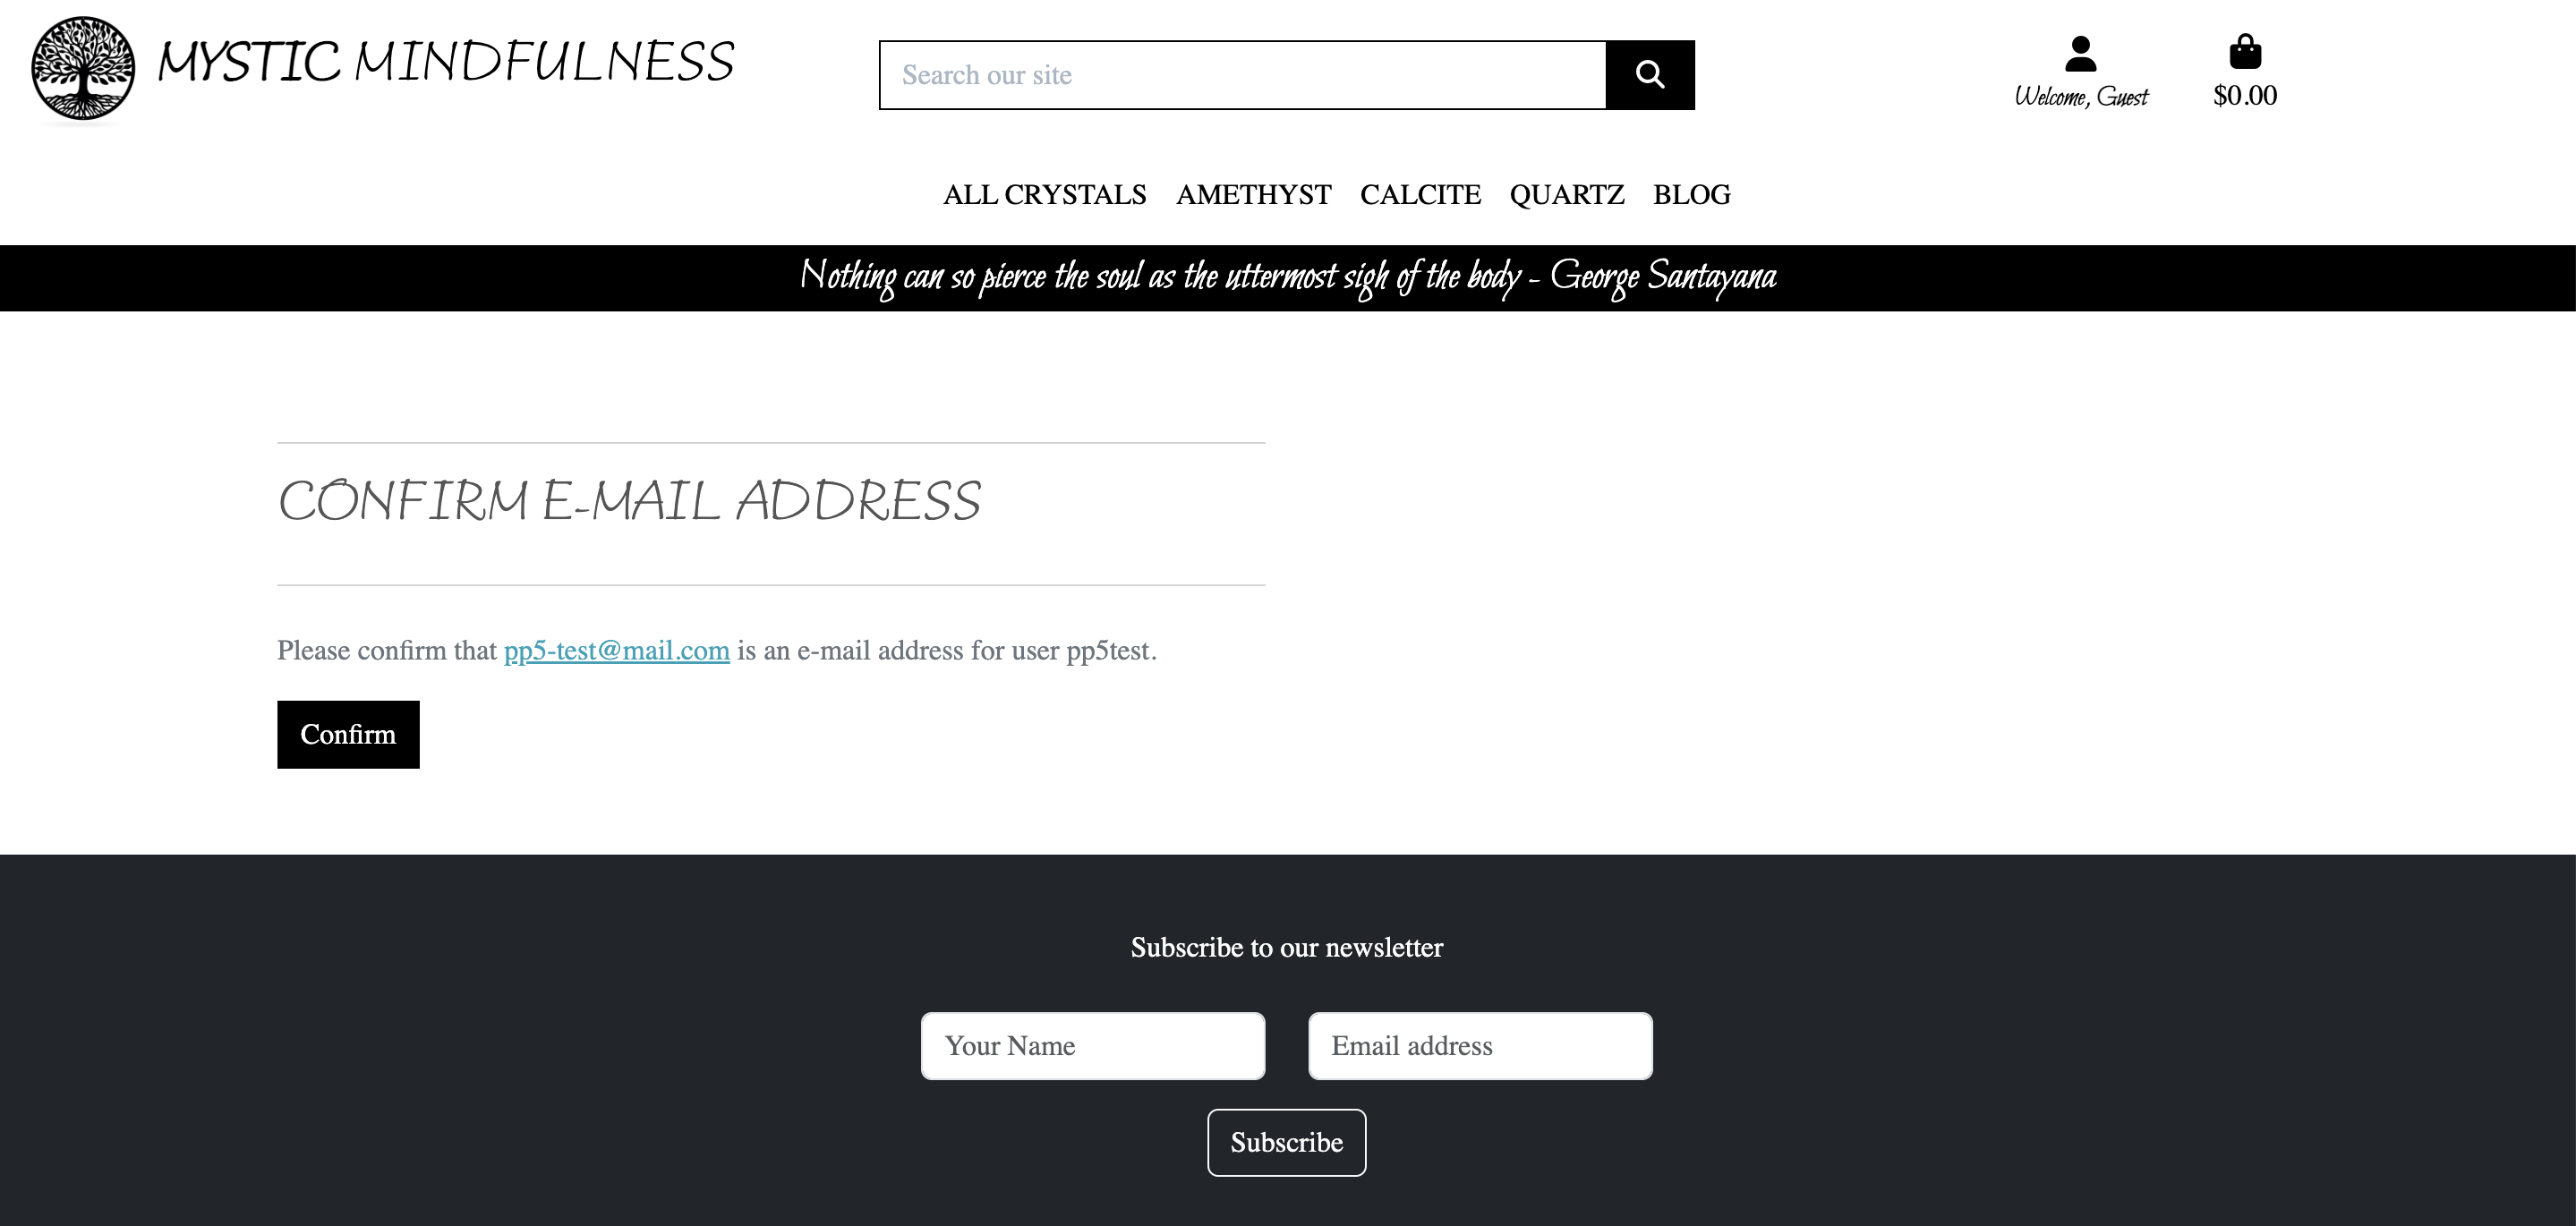 MYSTIC MINDFULNESS
Search our site
Welcome, Guest
$0.00
ALL CRYSTALS AMETHYST CALCITE QUARTZ BLOG
Nothing can so pierce the soul as the uttermost sigh of the body - George Santayana
CONFIRM E-MAIL ADDRESS
Please confirm that pp5-test@mail.com is an e-mail address for user pp5test.
Confirm
Subscribe to our newsletter
Your Name
Email address
Subscribe